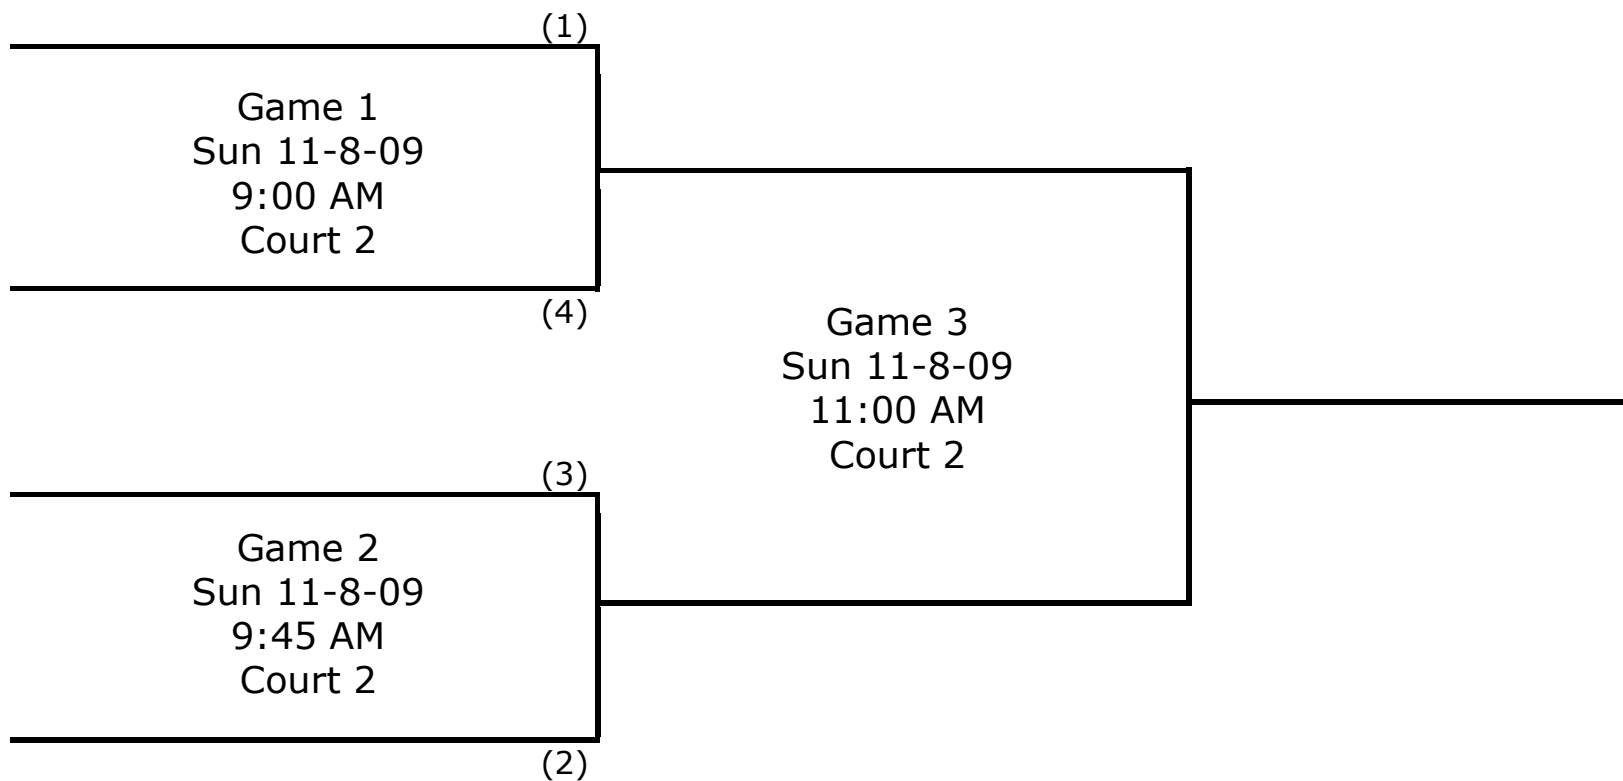 (1)
Game 1
Sun 11-8-09
9:00 AM
Court 2
(4)
Game 3
Sun 11-8-09
11:00 AM
Court 2
(3)
Game 2
Sun 11-8-09
9:45 AM
Court 2
(2)